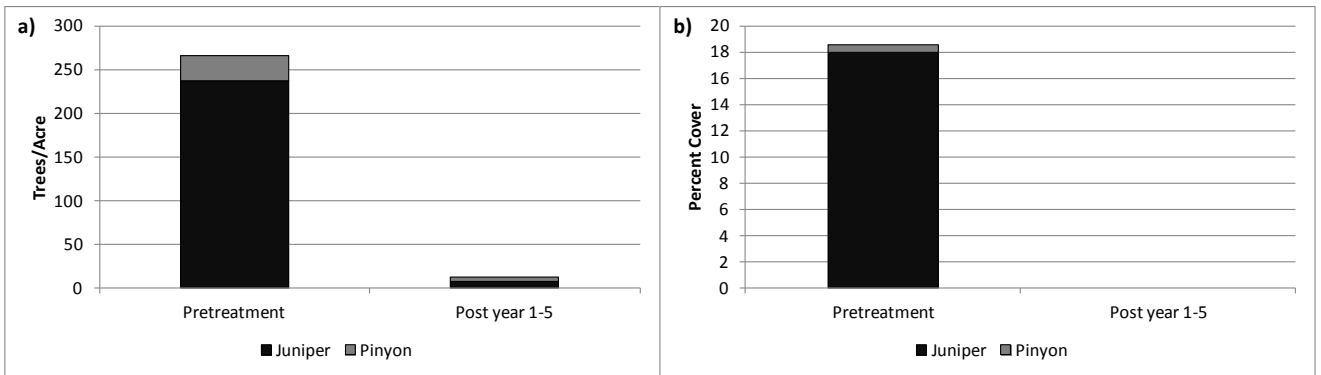 a)
300
250
200
150
100
50
0
Trees/Acre
Pretreatment Post year 1-5
Juniper Pinyon
b)
20
18
16
14
12
10
8
6
4
2
0
Percent Cover
Pretreatment Post year 1-5
Juniper Pinyon